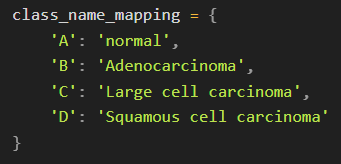 class_name_mapping = {
    'A': 'normal',
    'B': 'Adenocarcinoma',
    'C': 'Large cell carcinoma',
    'D': 'Squamous cell carcinoma'
}